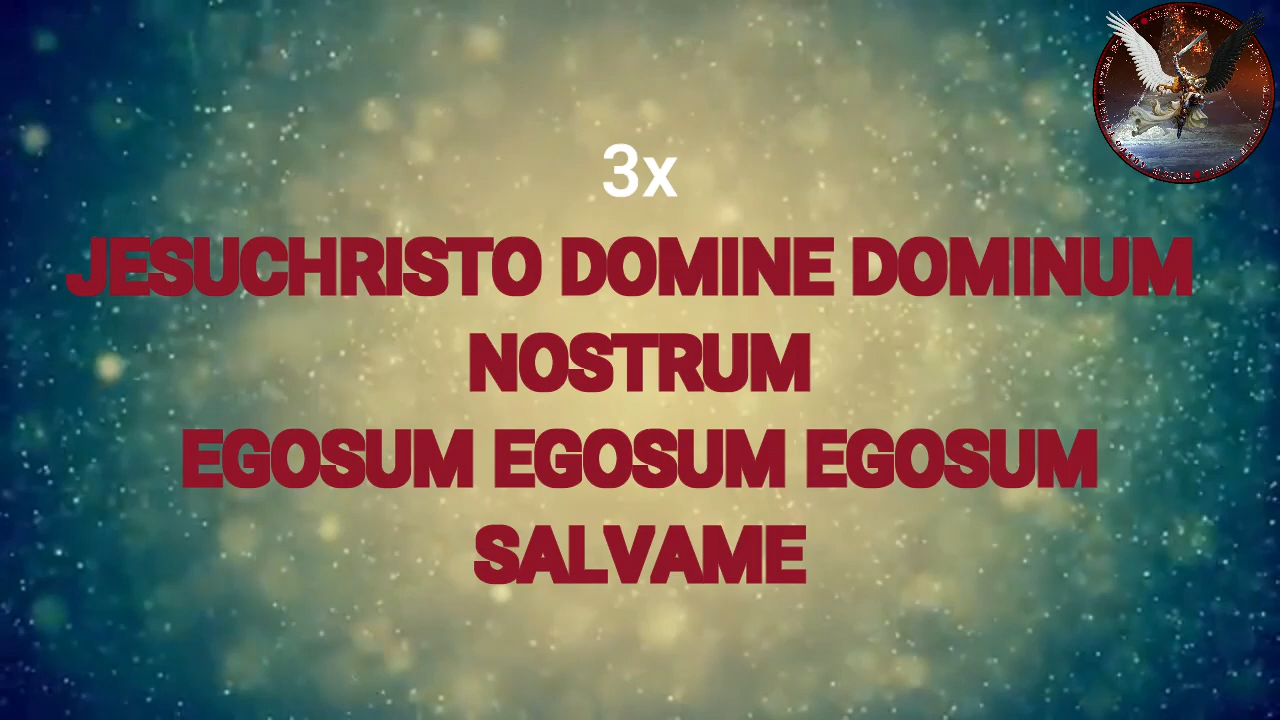 3x
JESUCHRISTO DOMINE DOMINUM
NOSTRUM
EGOSUM EGOSUM EGOSUM
SALVAME